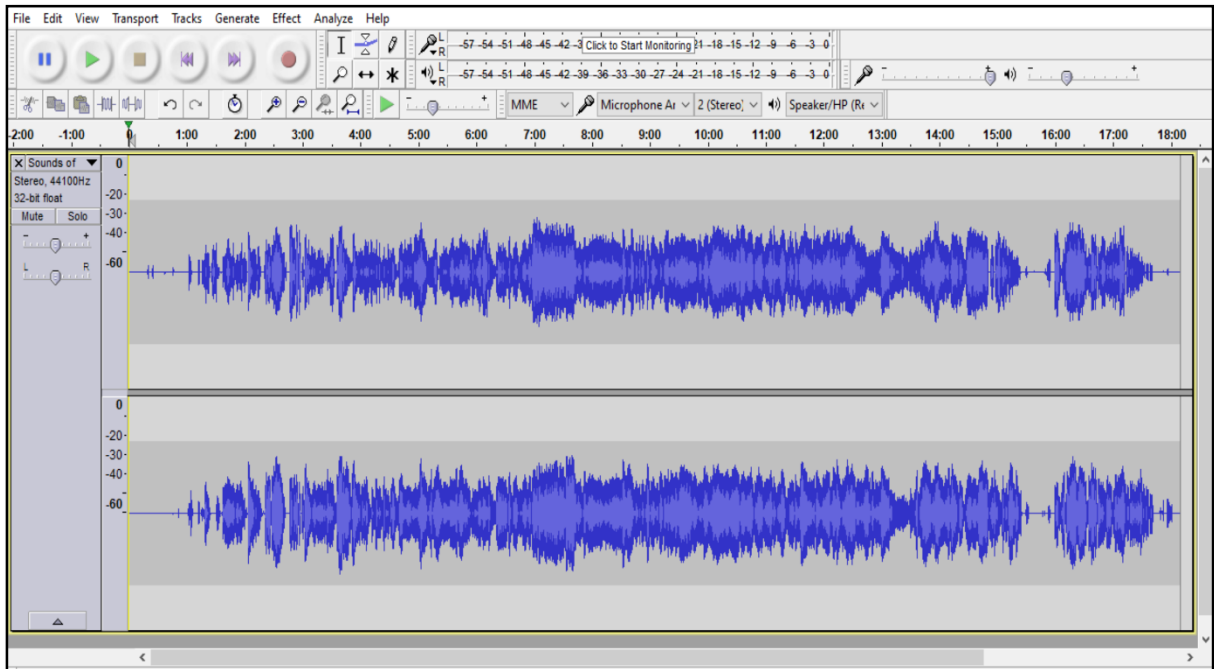 File Edit View Transport Tracks Generate Effect Analyze Help
L R -57 -54 -51 -48 -45 -42 -3 Click to Start Monitoring 21 -18 -15 -12 -9 -6 -3 0
L R -57 -54 -51 -48 -45 -42 -39 -36 -33 -30 -27 -24 -21 -18 -15 -12 -9 -6 -3 0
MME Microphone Ar 2 (Stereo) Speaker/HP (Re
-2:00 -1:00 0 1:00 2:00 3:00 4:00 5:00 6:00 7:00 8:00 9:00 10:00 11:00 12:00 13:00 14:00 15:00 16:00 17:00 18:00
X Sounds of
Stereo, 44100Hz
32-bit float
Mute Solo
- +
L R
0
-20
-30
-40
-60
0
-20
-30
-40
-60